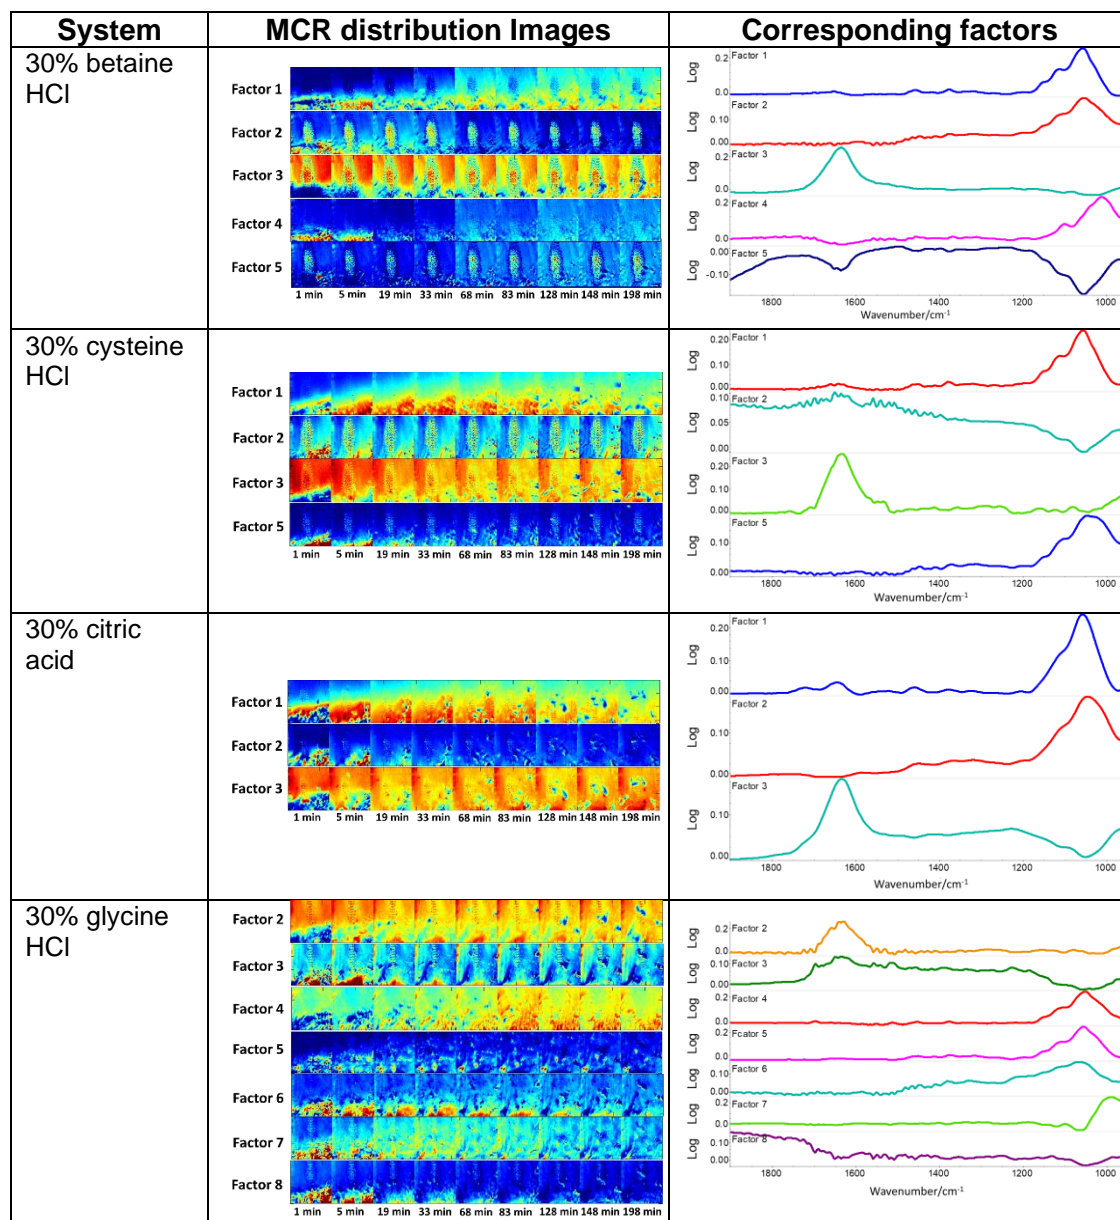 System MCR distribution Images Corresponding factors
30% betaine
HCl
Factor 1
Factor 2
Factor 3
Factor 4
Factor 5
1 min 5 min 19 min 33 min 68 min 83 min 128 min 148 min 198 min
Factor 1
0.2
0.0
Log
Factor 2
0.10
0.00
Log
Factor 3
0.2
0.0
Log
Factor 4
0.2
0.0
Log
0.00
Factor 5
-0.10
Log
1800 1600 1400 1200 1000
Wavenumber/cm-1
30% cysteine
HCl
Factor 1
Factor 2
Factor 3
Factor 5
1 min 5 min 19 min 33 min 68 min 83 min 128 min 148 min 198 min
Factor 1
0.20
0.10
0.00
Log
Factor 2
0.10
0.05
0.00
Log
Factor 3
0.20
0.10
0.00
Log
Factor 5
0.10
0.00
Log
1800 1600 1400 1200 1000
Wavenumber/cm-1
30% citric
acid
Factor 1
Factor 2
Factor 3
1 min 5 min 19 min 33 min 68 min 83 min 128 min 148 min 198 min
Factor 1
0.20
0.10
0.00
Log
Factor 2
0.10
0.00
Log
Factor 3
0.10
0.00
Log
1800 1600 1400 1200 1000
Wavenumber/cm-1
30% glycine
HCl
Factor 2
Factor 3
Factor 4
Factor 5
Factor 6
Factor 7
Factor 8
1 min 5 min 19 min 33 min 68 min 83 min 128 min 148 min 198 min
Factor 2
0.2
0.0
Log
Factor 3
0.10
0.00
Log
Factor 4
0.2
0.0
Log
Fcator 5
0.2
0.0
Log
Factor 6
0.10
0.00
Log
Factor 7
0.2
0.0
Log
Factor 8
0.10
0.00
Log
1800 1600 1400 1200 1000
Wavenumber/cm-1